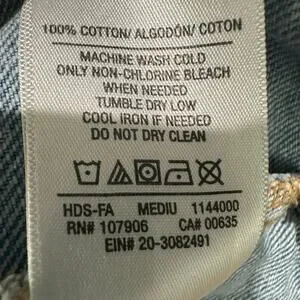 100% COTTON/ ALGODÓN/ COTON
MACHINE WASH COLD
ONLY NON-CHLORINE BLEACH
WHEN NEEDED
TUMBLE DRY LOW
COOL IRON IF NEEDED
DO NOT DRY CLEAN
HDS-FA MEDIU 1144000
RN# 107906 CA# 00635
EIN# 20-3082491